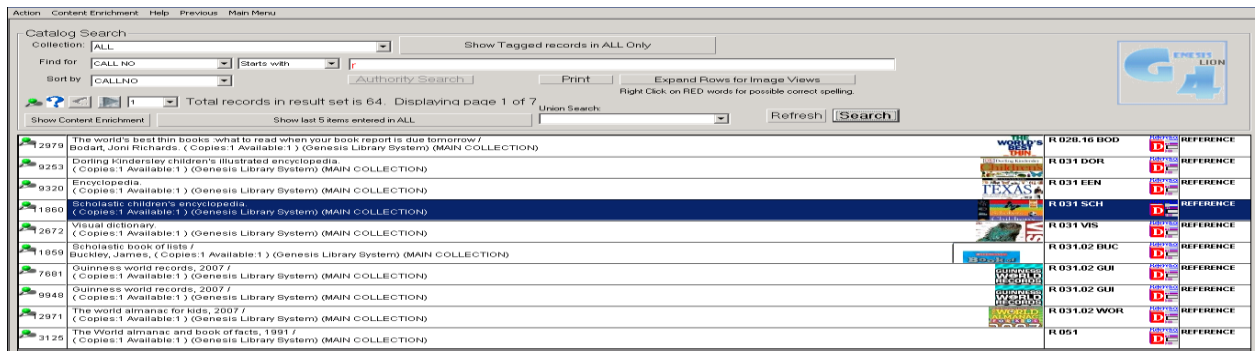 Action Content Enrichment Help Previous Main Menu
Catalog Search
Collection: ALL Show Tagged records in ALL Only
Find for CALL NO Starts with r
Sort by CALLNO Authority Search Print Expand Rows for Image Views
Right Click on RED words for possible correct spelling.
1 Total records in result set is 64. Displaying page 1 of 7
Union Search:
Show Content Enrichment Show last 5 items entered in ALL Refresh Search
GENESIS
G4 LION
2979 The world's best thin books :what to read when your book report is due tomorrow / R 028.16 BOD REFERENCE
Bodart, Joni Richards. ( Copies:1 Available:1 ) (Genesis Library System) (MAIN COLLECTION)
THE WORLD'S BEST THIN
9253 Dorling Kindersley children's illustrated encyclopedia. R 031 DOR REFERENCE
( Copies:1 Available:1 ) (Genesis Library System) (MAIN COLLECTION)
9320 Encyclopedia. R 031 EEN REFERENCE
( Copies:1 Available:1 ) (Genesis Library System) (MAIN COLLECTION)
TEXAS
1860 Scholastic children's encyclopedia. R 031 SCH REFERENCE
( Copies:1 Available:1 ) (Genesis Library System) (MAIN COLLECTION)
2672 Visual dictionary. R 031 VIS REFERENCE
( Copies:1 Available:1 ) (Genesis Library System) (MAIN COLLECTION)
1859 Scholastic book of lists / R 031.02 BUC REFERENCE
Buckley, James, ( Copies:1 Available:1 ) (Genesis Library System) (MAIN COLLECTION)
7681 Guinness world records, 2007 / R 031.02 GUI REFERENCE
( Copies:1 Available:1 ) (Genesis Library System) (MAIN COLLECTION)
GUINNESS WORLD RECORDS
9948 Guinness world records, 2007 / R 031.02 GUI REFERENCE
( Copies:1 Available:1 ) (Genesis Library System) (MAIN COLLECTION)
GUINNESS WORLD RECORDS
2971 The world almanac for kids, 2007 / R 031.02 WOR REFERENCE
( Copies:1 Available:1 ) (Genesis Library System) (MAIN COLLECTION)
WORLD ALMANAC
3125 The World almanac and book of facts, 1991 / R 051 REFERENCE
( Copies:1 Available:1 ) (Genesis Library System) (MAIN COLLECTION)